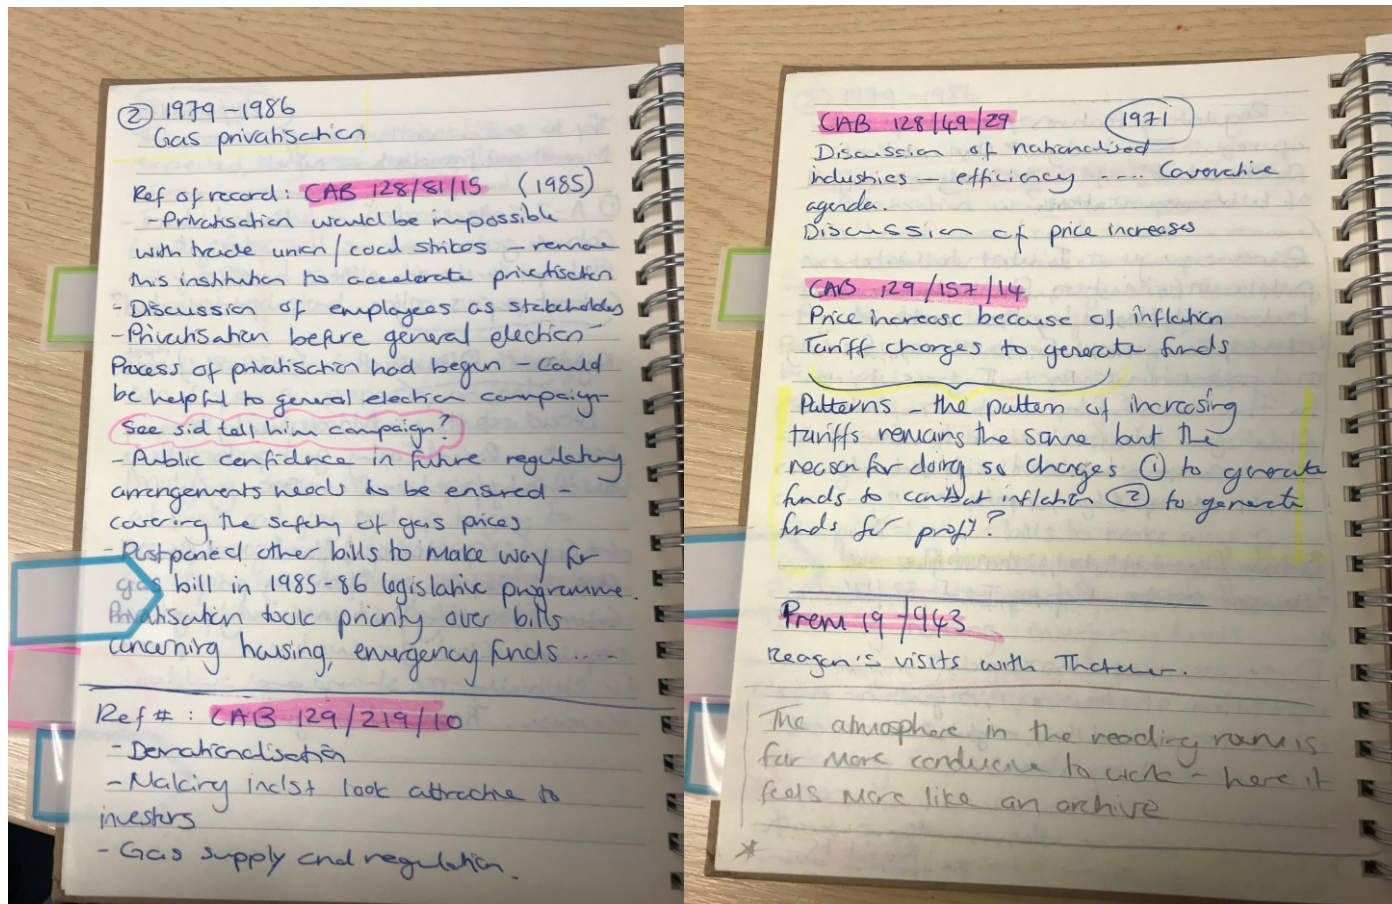 ② 1979-1986
Gas privatisation
Ref of record: CAB 128/81/15 (1985)
- Privatisation would be impossible
with trade union/coal strikes - remove
this institution to accelerate privatisation
- Discussion of employees as stakeholders
- Privatisation before general election -
Process of privatisation had begun - could
be helpful to general election campaign
See sid tell him campaign?
- Public confidence in future regulatory
arrangements needs to be ensured -
covering the safety of gas prices
- Postponed other bills to make way for
gas bill in 1985-86 legislative programme.
Privatisation took priority over bills
concerning housing, emergency funds .....
Ref # : CAB 129/219/10
- Denationalisation
- Making indst look attractive to
investors
- Gas supply and regulation.
CAB 128/49/29 1971
Discussion of nationalised
industries - efficiency ---- Conservative
agenda.
Discussion of price increases
CAB 129/157/14
Price increase because of inflation
Tariff charges to generate funds
Patterns - the pattern of increasing
tariffs remains the same but the
reason for doing so changes ① to generate
funds to combat inflation ② to generate
funds for profit?
Prem 19/943
Reagan's visits with Thatcher.
The atmosphere in the reading room is
far more conducive to work - here it
feels more like an archive
*